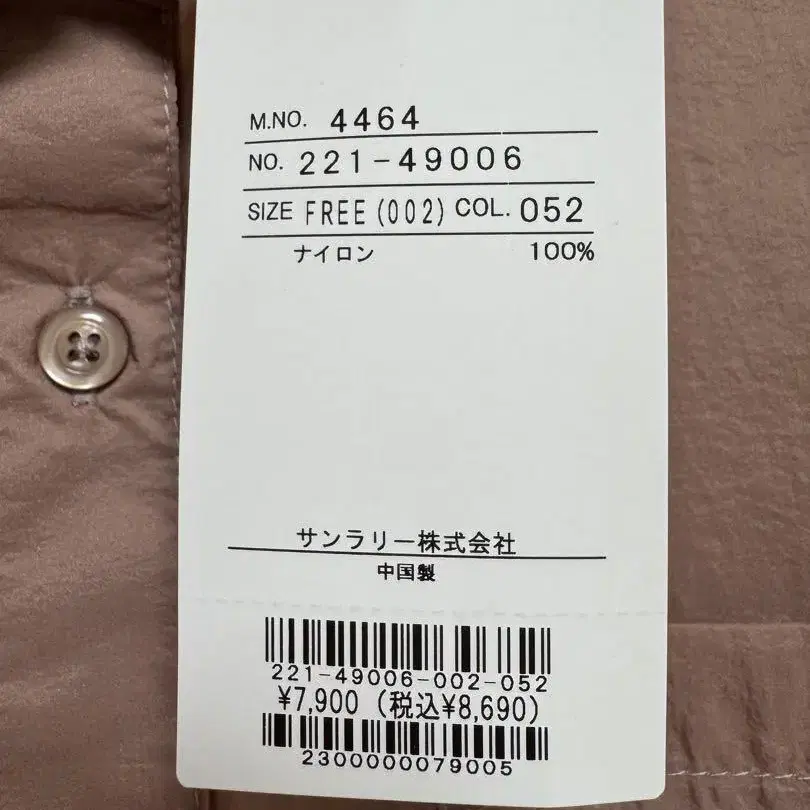 M.NO. 4464
NO. 221-49006
SIZE FREE(002) COL. 052
ナイロン 100%
サンラリー株式会社
中国製
221-49006-002-052
¥7,900 (税込¥8,690)
2300000079005